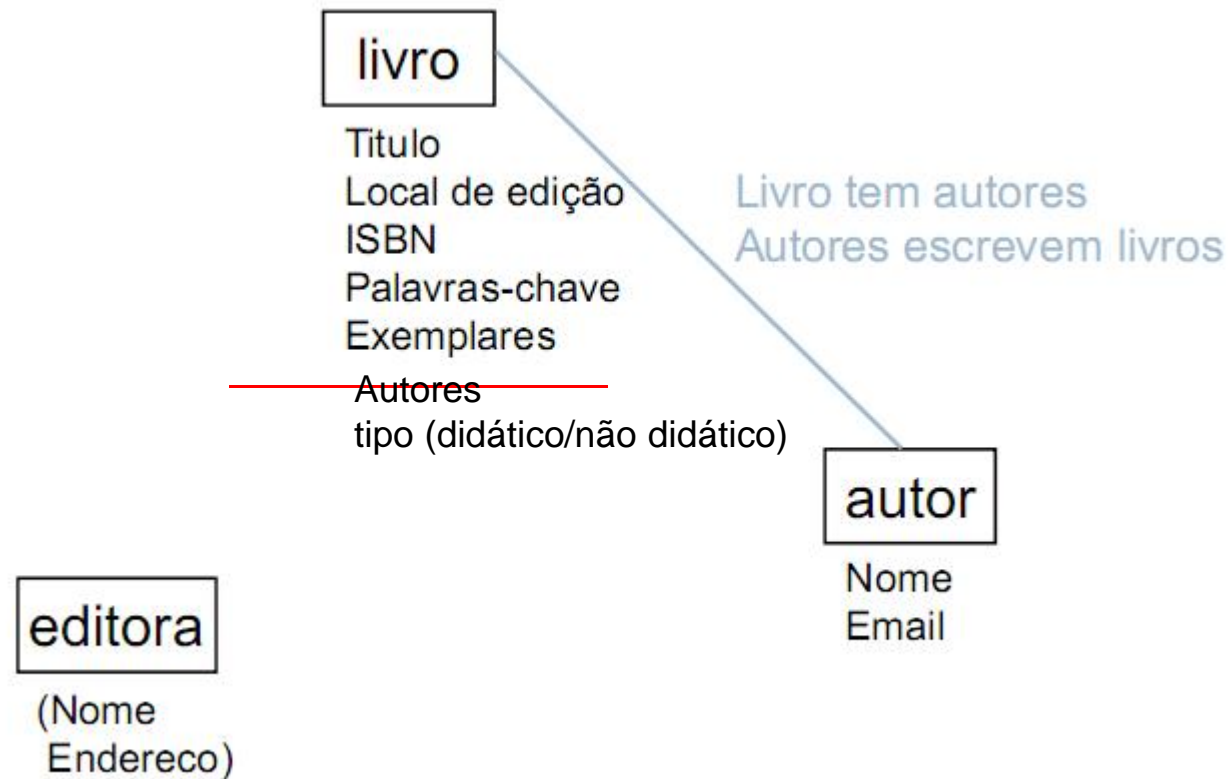 livro
Titulo
Local de edição
ISBN
Palavras-chave
Exemplares
Autores
tipo (didático/não didático)
Livro tem autores
Autores escrevem livros
autor
Nome
Email
editora
(Nome
Endereco)